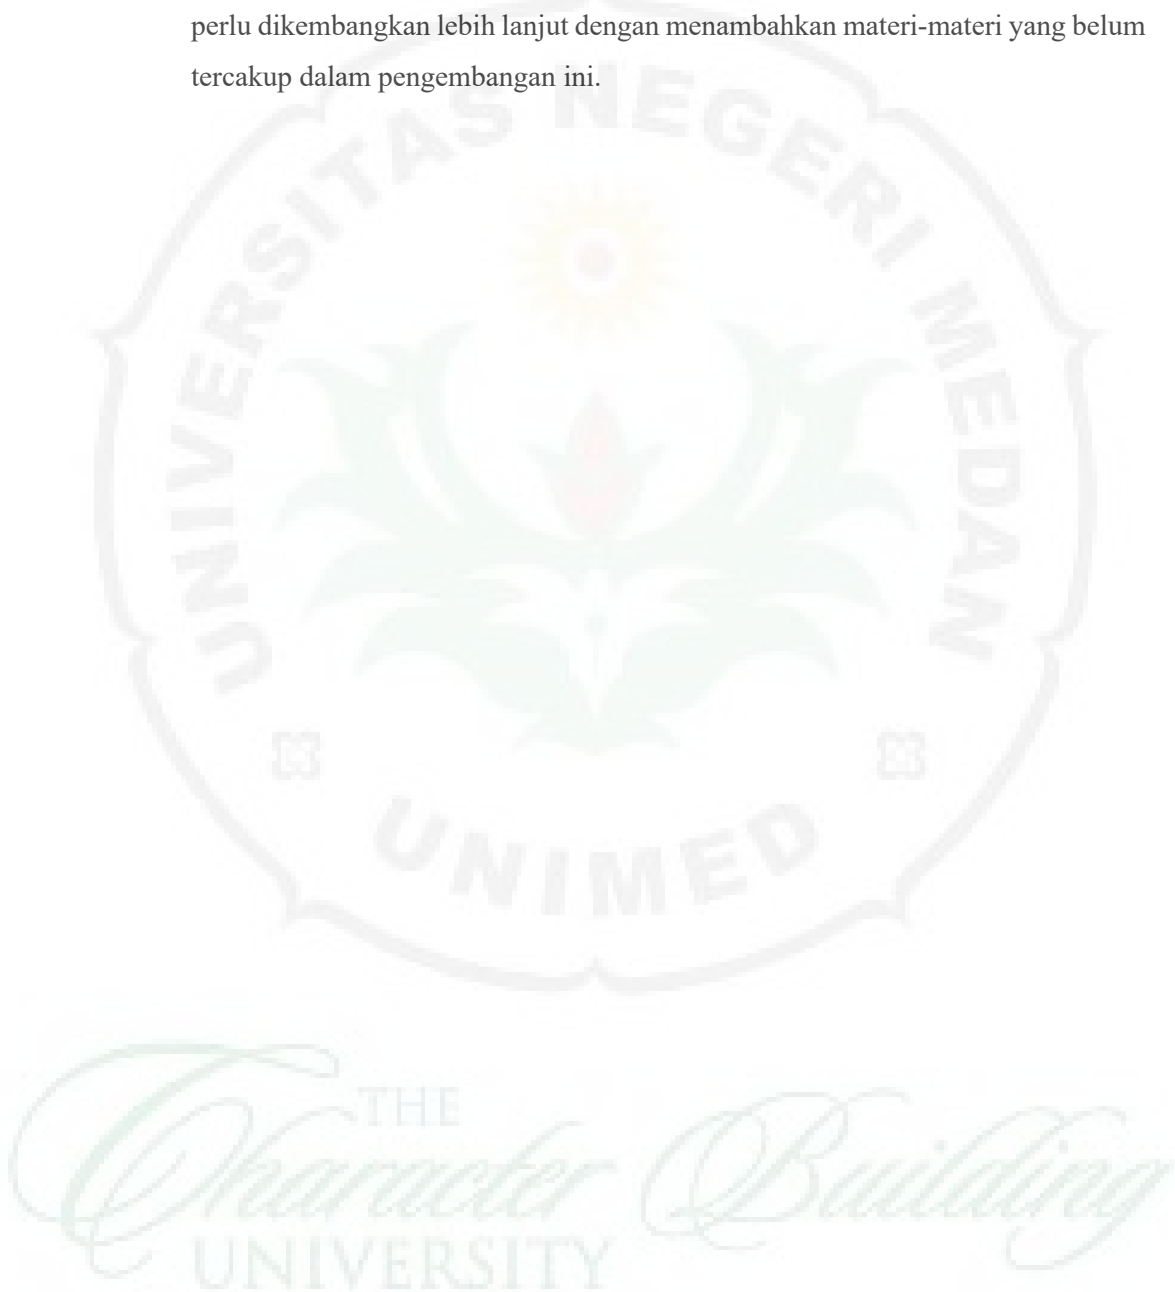 perlu dikembangkan lebih lanjut dengan menambahkan materi-materi yang belum
tercakup dalam pengembangan ini.
UNIVERSITAS NEGERI MEDAN
UNIMED
THE
Character Building
UNIVERSITY